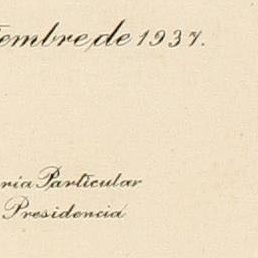 embre, de 1937.
ria Particular
Presidencia